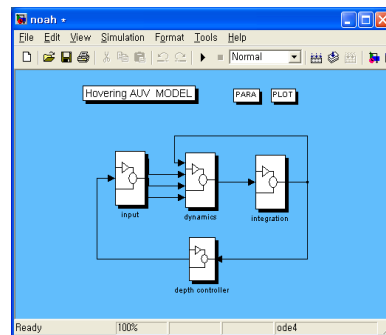 noah *
File Edit View Simulation Format Tools Help
Normal
Hovering AUV MODEL
PARA PLOT
input
dynamics
integration
depth controller
Ready 100% ode4